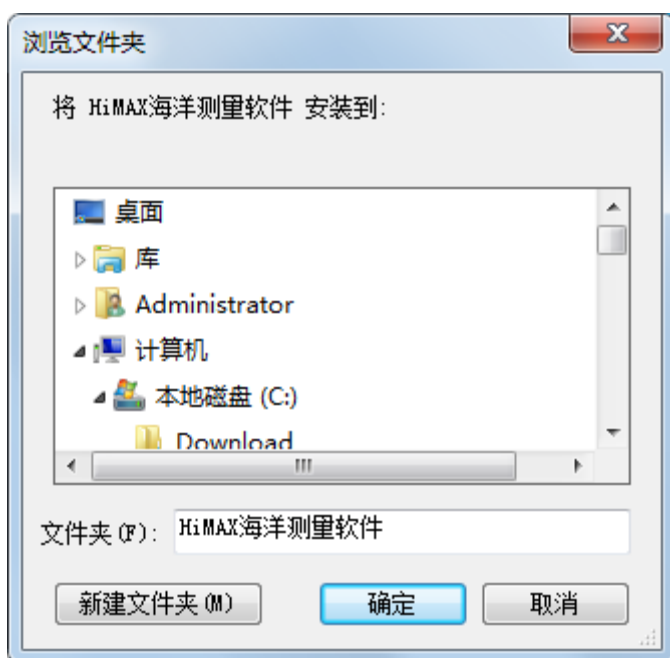 浏览文件夹
将 HiMAX海洋测量软件 安装到:
桌面
库
Administrator
计算机
本地磁盘 (C:)
Download
文件夹(F): HiMAX海洋测量软件
新建文件夹(M) 确定 取消